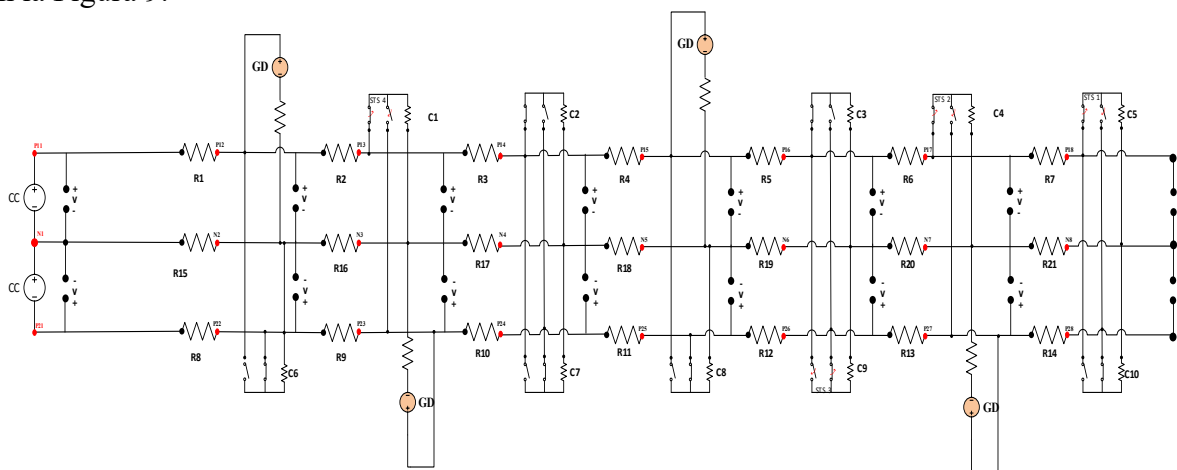 n la Figura 9.
GD
GD
STS 4
C1
C2
C3
STS 2
C4
STS 1
C5
P11
P12
P13
P14
P15
P16
P17
P18
R1
R2
R3
R4
R5
R6
R7
CC
+
V
-
N1
N2
N3
N4
N5
N6
N7
N8
R15
R16
R17
R18
R19
R20
R21
CC
-
V
+
P21
P22
P23
P24
P25
P26
P27
P28
R8
R9
R10
R11
R12
R13
R14
C6
C7
C8
C9
C10
STS 3
GD
GD